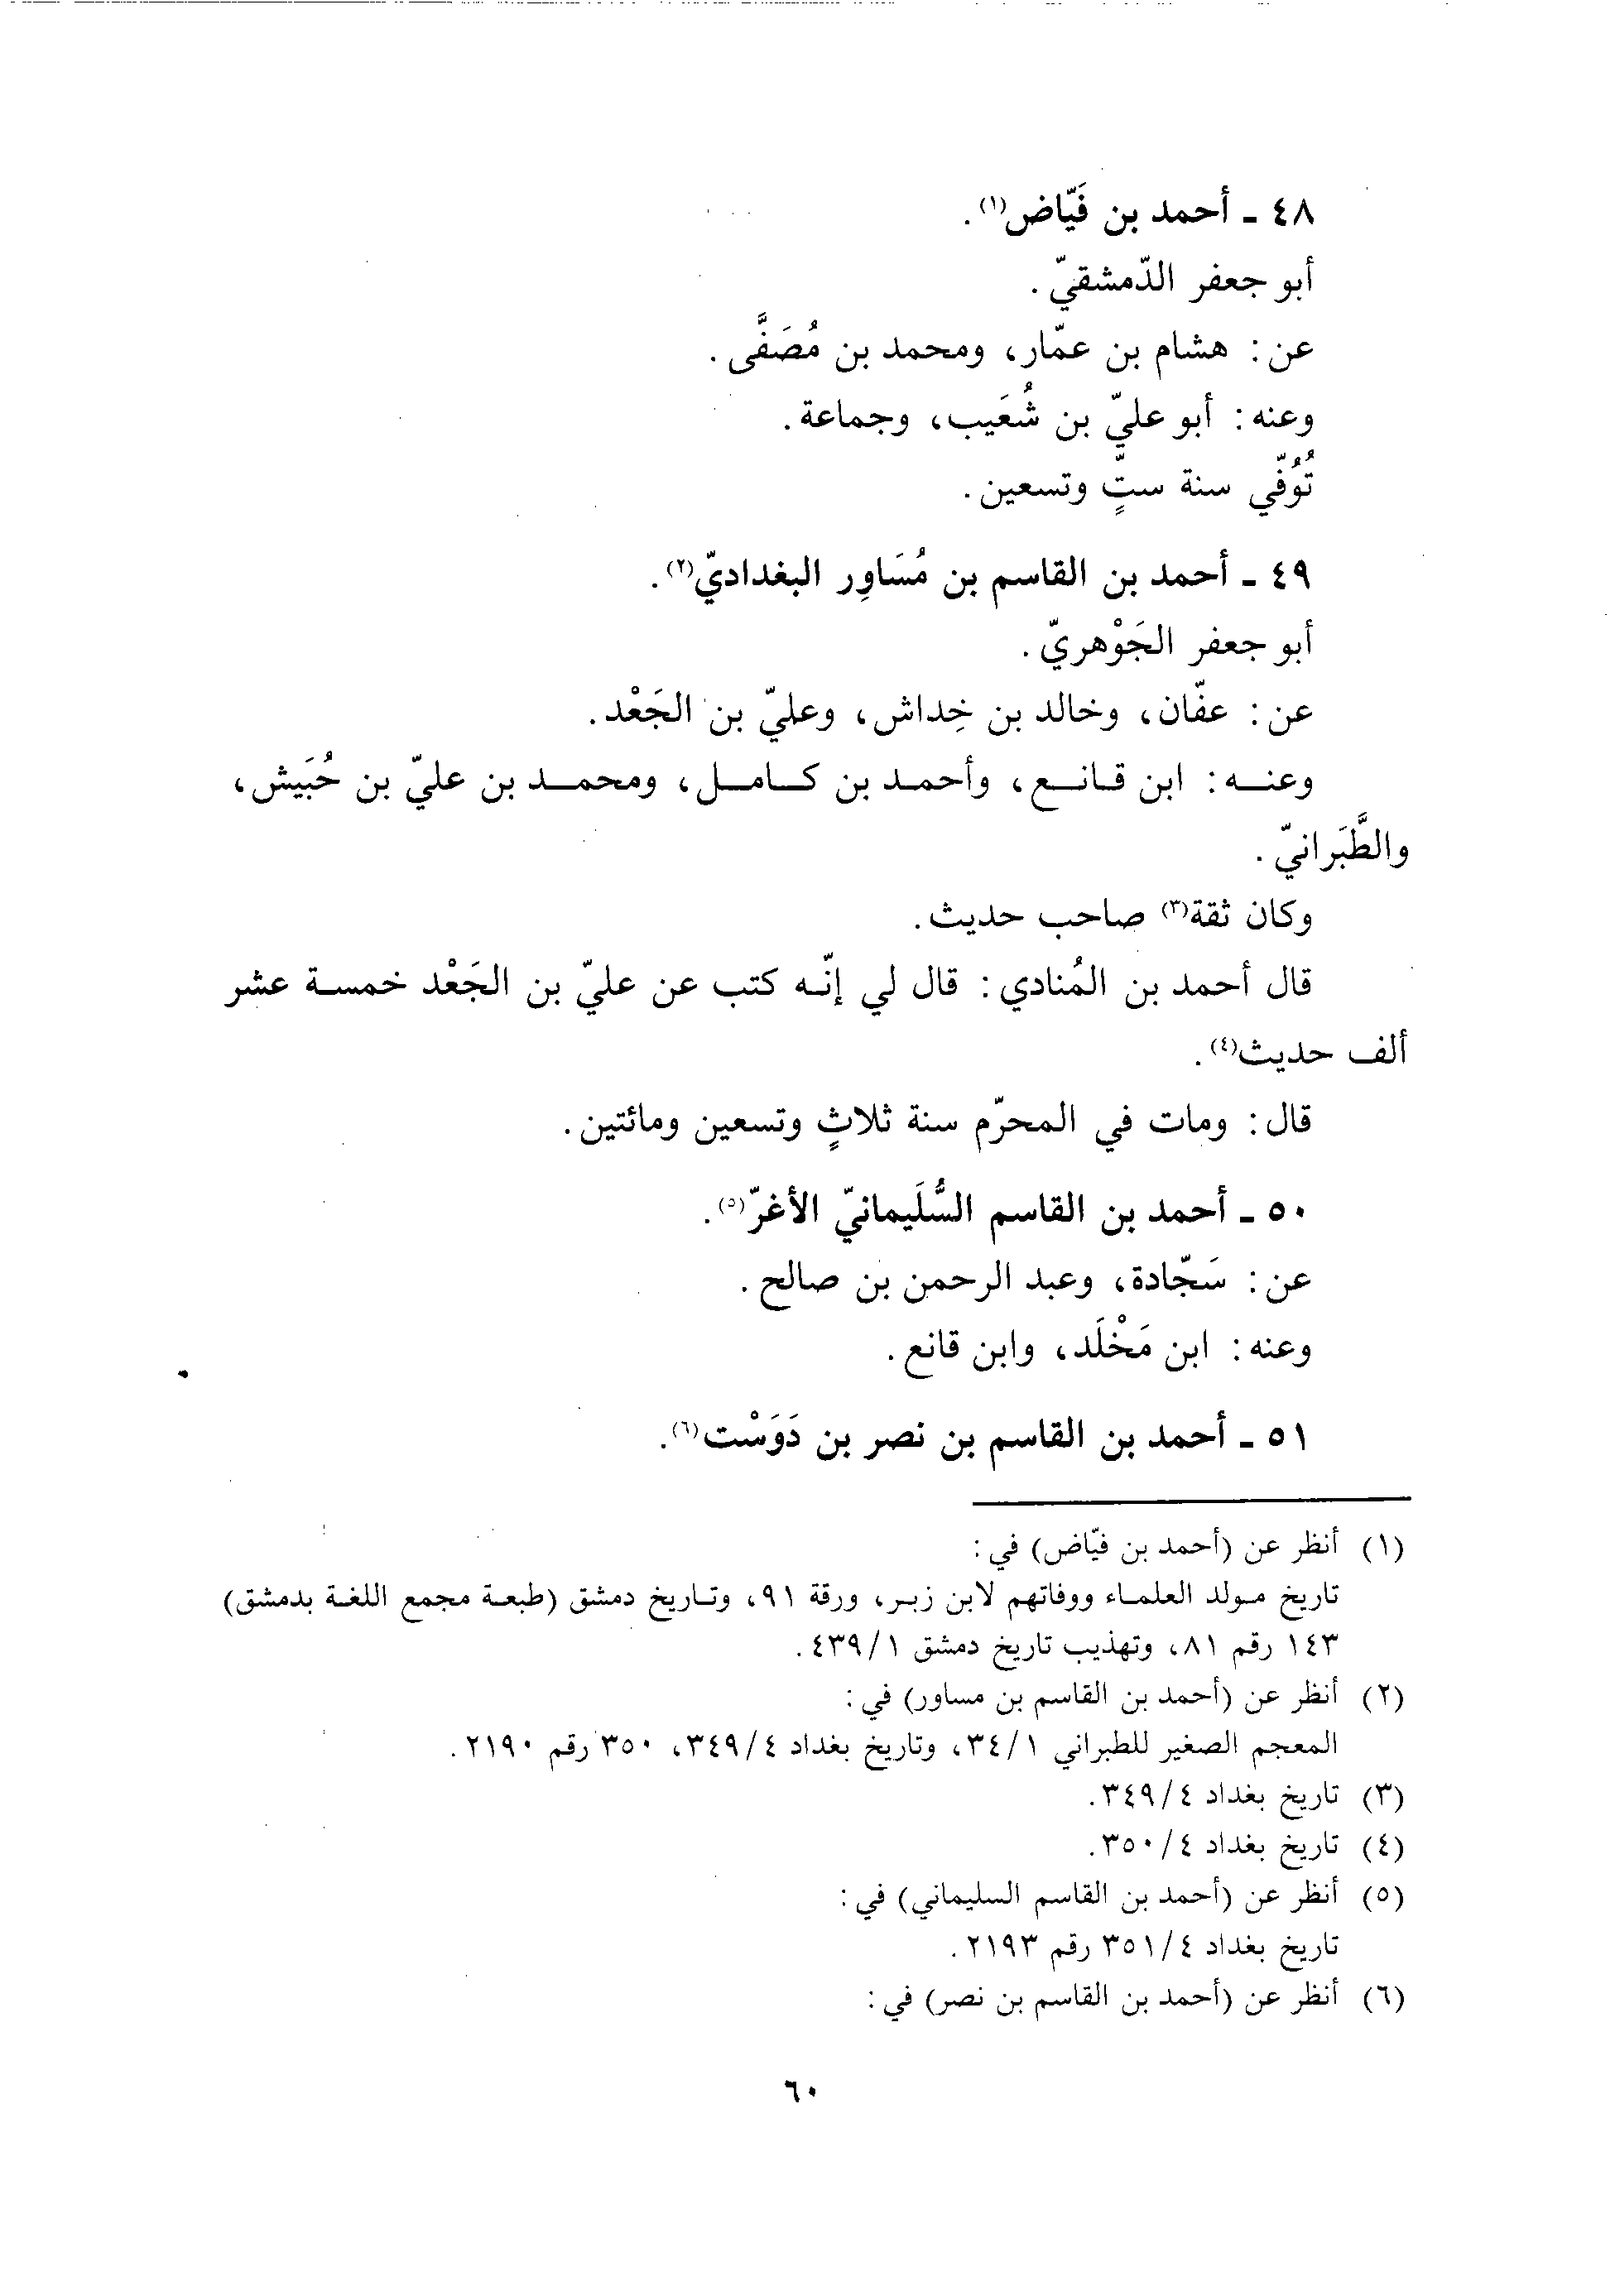 ٤٨ ـ أحمد بن فَيّاض(١).
أبو جعفر الدّمشقيّ.
عن: هشام بن عمّار، ومحمد بن مُصَفَّى.
وعنه: أبو عليّ بن شُعَيب، وجماعة.
تُوُفّي سنة ستٍّ وتسعين.
٤٩ ـ أحمد بن القاسم بن مُسَاوِر البغداديّ(٢).
أبو جعفر الجَوْهريّ.
عن: عفّان، وخالد بن خِداش، وعليّ بن الجَعْد.
وعنه: ابن قانع، وأحمد بن كامل، ومحمد بن عليّ بن حُبَيش،
والطَّبَرانيّ.
وكان ثقة(٣) صاحب حديث.
قال أحمد بن المُنادي: قال لي إنّه كتب عن عليّ بن الجَعْد خمسة عشر
ألف حديث(٤).
قال: ومات في المحرّم سنة ثلاثٍ وتسعين ومائتين.
٥٠ ـ أحمد بن القاسم السُّلَيمانيّ الأغرّ(٥).
عن: سَجّادة، وعبد الرحمن بن صالح.
وعنه: ابن مَخْلَد، وابن قانع.
٥١ ـ أحمد بن القاسم بن نصر بن دَوَسْت(٦).
(١) أنظر عن (أحمد بن فيّاض) في:
تاريخ مولد العلماء ووفاتهم لابن زبر، ورقة ٩١، وتاريخ دمشق (طبعة مجمع اللغة بدمشق)
١٤٣ رقم ٨١، وتهذيب تاريخ دمشق ١/٤٣٩.
(٢) أنظر عن (أحمد بن القاسم بن مساور) في:
المعجم الصغير للطبراني ١/٣٤، وتاريخ بغداد ٤/٣٤٩، ٣٥٠ رقم ٢١٩٠.
(٣) تاريخ بغداد ٤/٣٤٩.
(٤) تاريخ بغداد ٤/٣٥٠.
(٥) أنظر عن (أحمد بن القاسم السليماني) في:
تاريخ بغداد ٤/٣٥١ رقم ٢١٩٣.
(٦) أنظر عن (أحمد بن القاسم بن نصر) في:
٦٠